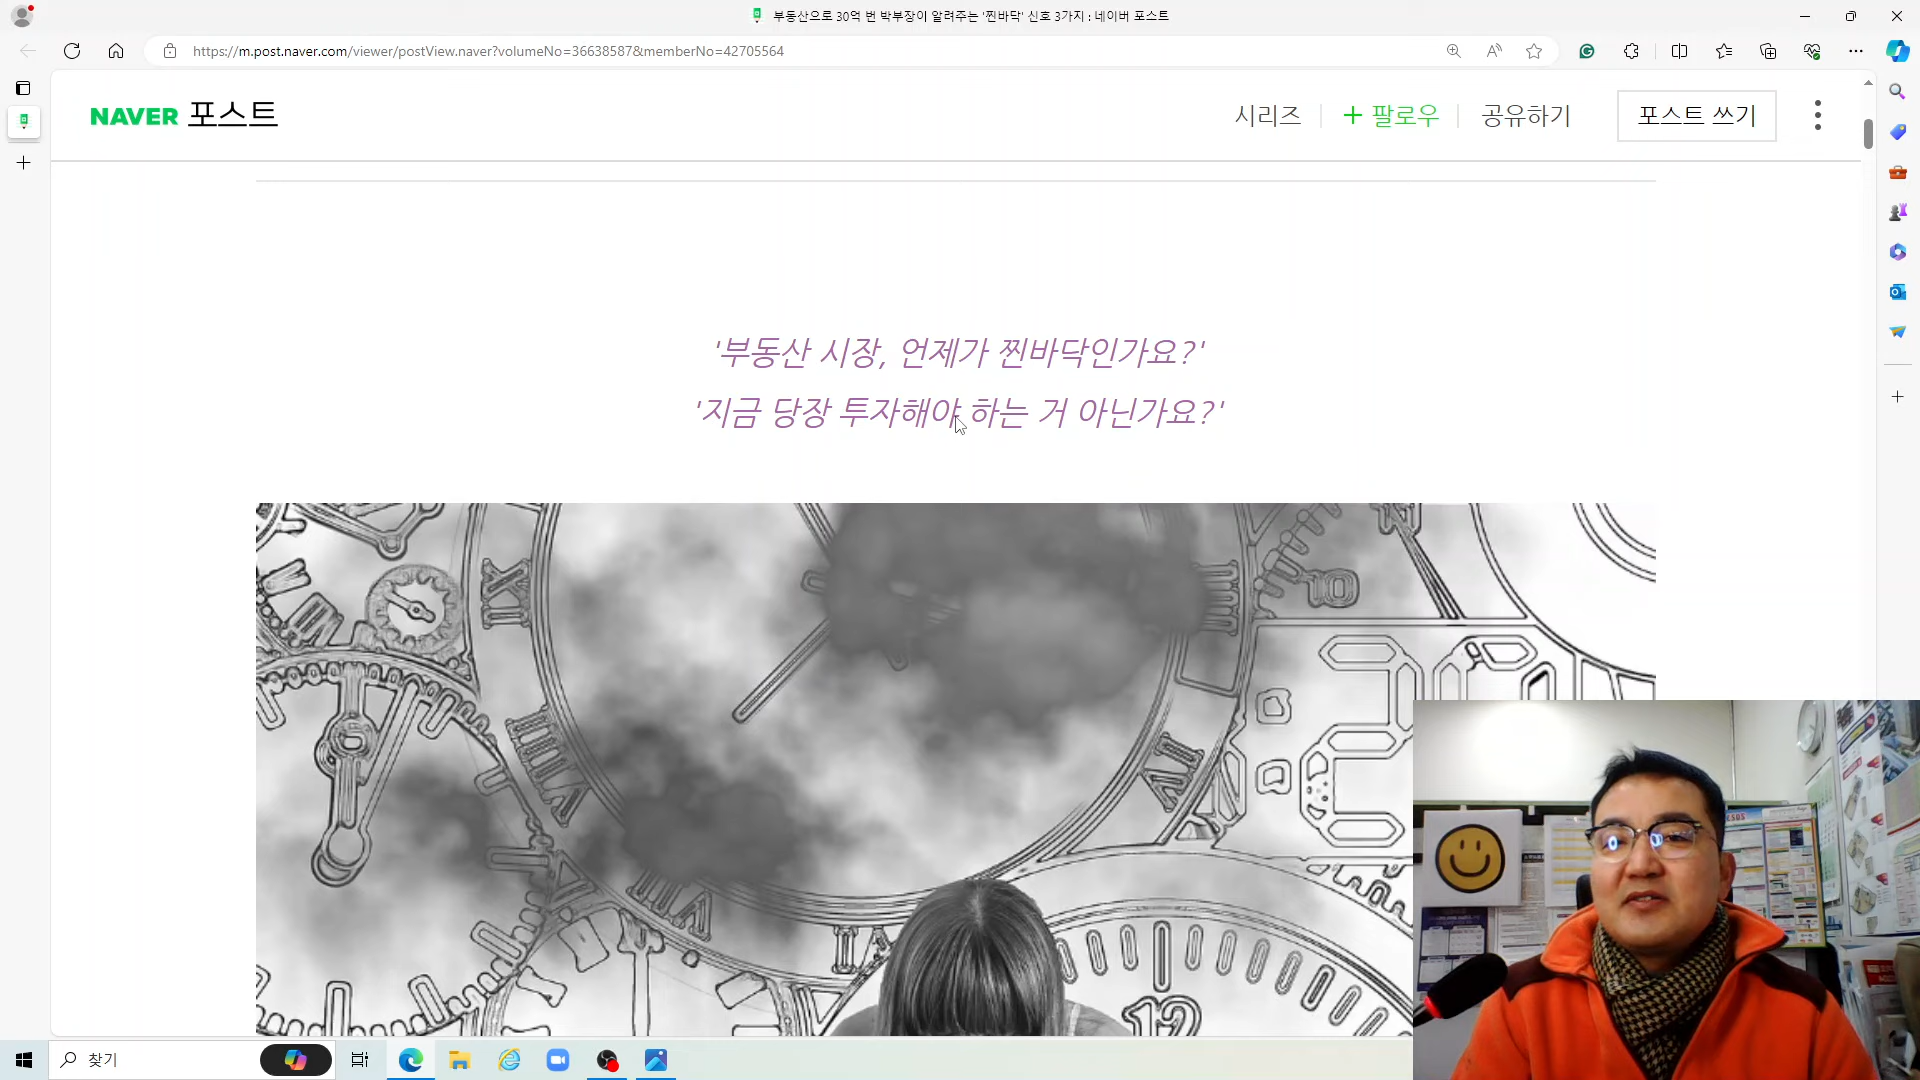 부동산으로 30억 번 박부장이 알려주는 '찐바닥' 신호 3가지 : 네이버 포스트
https://m.post.naver.com/viewer/postView.naver?volumeNo=36638587&memberNo=42705564
NAVER 포스트
시리즈
+ 팔로우
공유하기
포스트 쓰기
'부동산 시장, 언제가 찐바닥인가요?'
'지금 당장 투자해야 하는 거 아닌가요?'
12
찾기